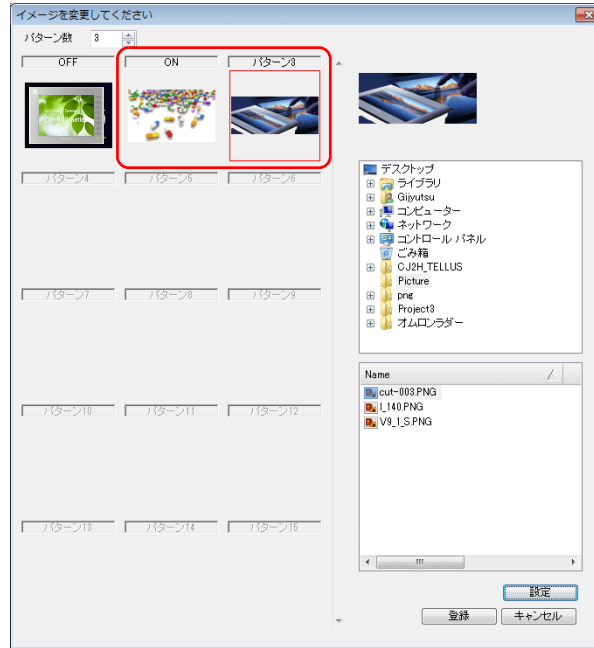 イメージを変更してください
パターン数 3
OFF ON パターン3
パターン4 パターン5 パターン6
パターン7 パターン8 パターン9
パターン10 パターン11 パターン12
パターン13 パターン14 パターン15
デスクトップ
ライブラリ
Gijyutsu
コンピューター
ネットワーク
コントロール パネル
ごみ箱
CJ2H_TELLUS
Picture
png
Project3
オムロンラダー
Name
cut-003.PNG
I_140.PNG
V9_1_S.PNG
設定
登録 キャンセル